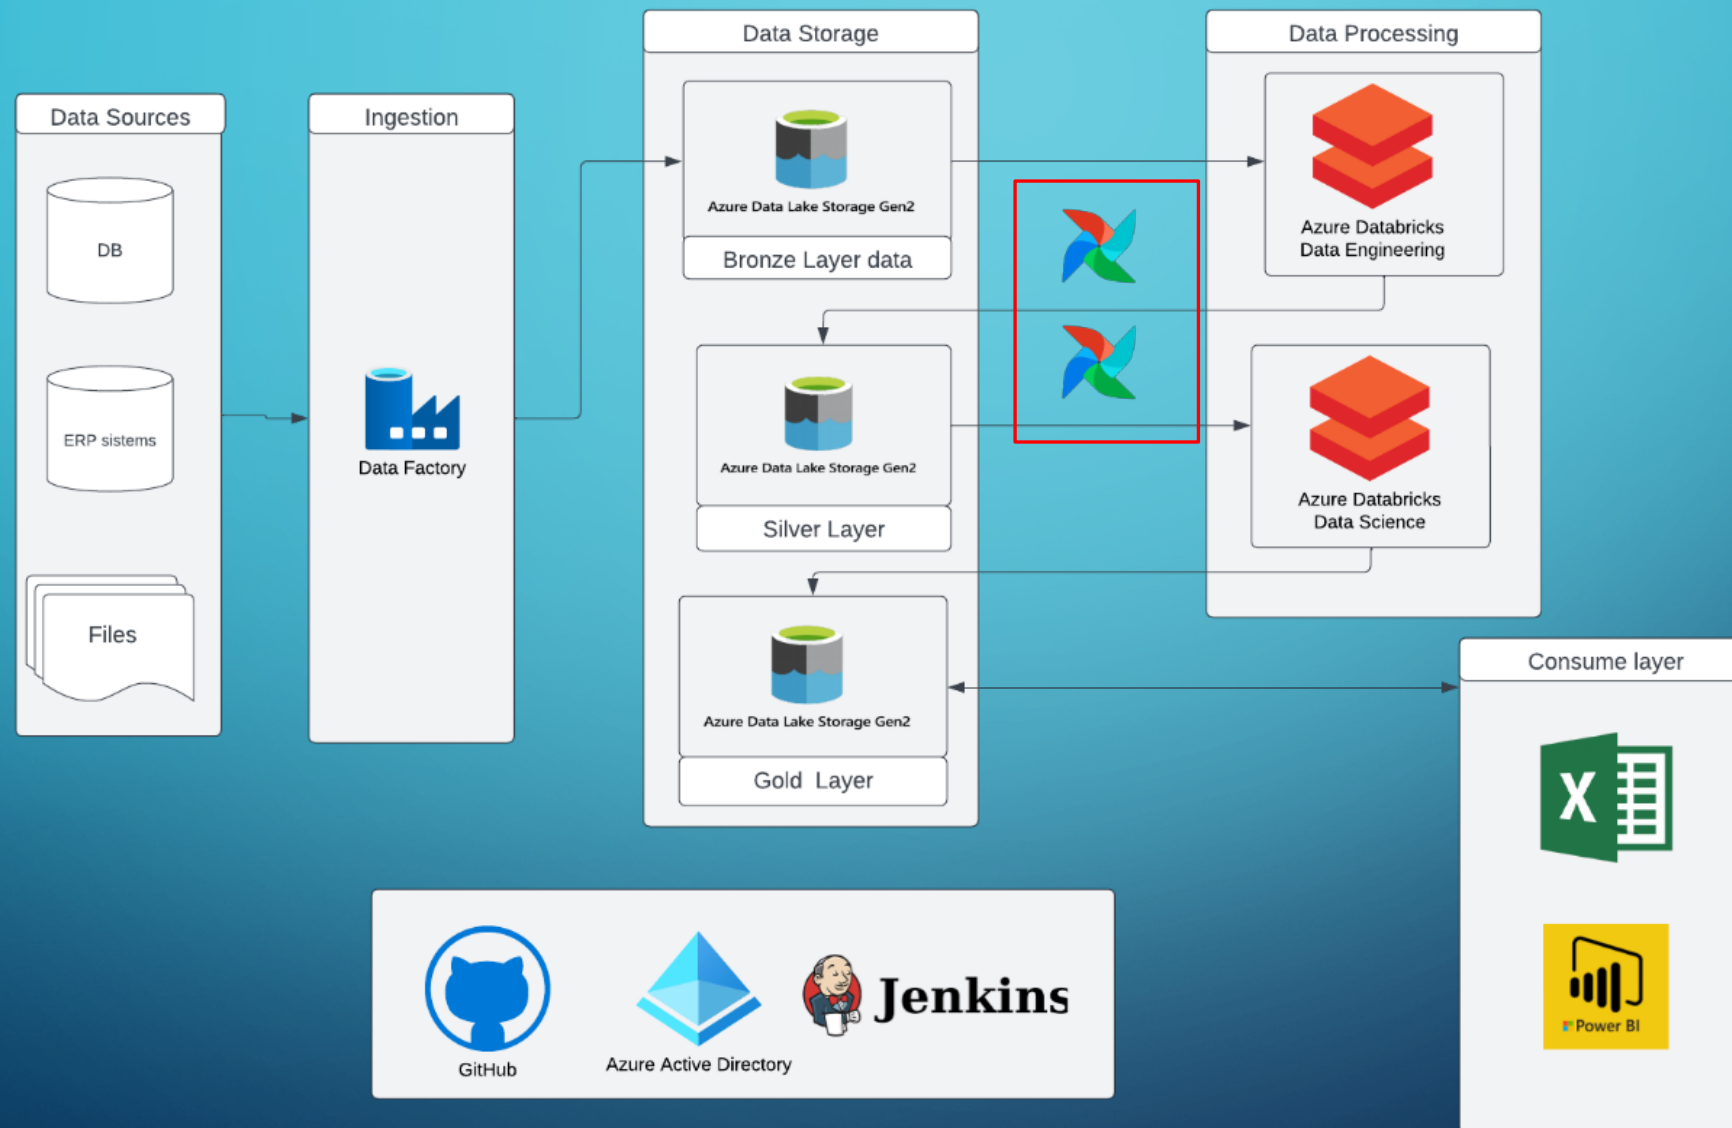 Data Sources
DB
ERP sistems
Files
Ingestion
Data Factory
Data Storage
Azure Data Lake Storage Gen2
Bronze Layer data
Azure Data Lake Storage Gen2
Silver Layer
Azure Data Lake Storage Gen2
Gold Layer
Data Processing
Azure Databricks
Data Engineering
Azure Databricks
Data Science
Consume layer
X
Power BI
GitHub
Azure Active Directory
Jenkins